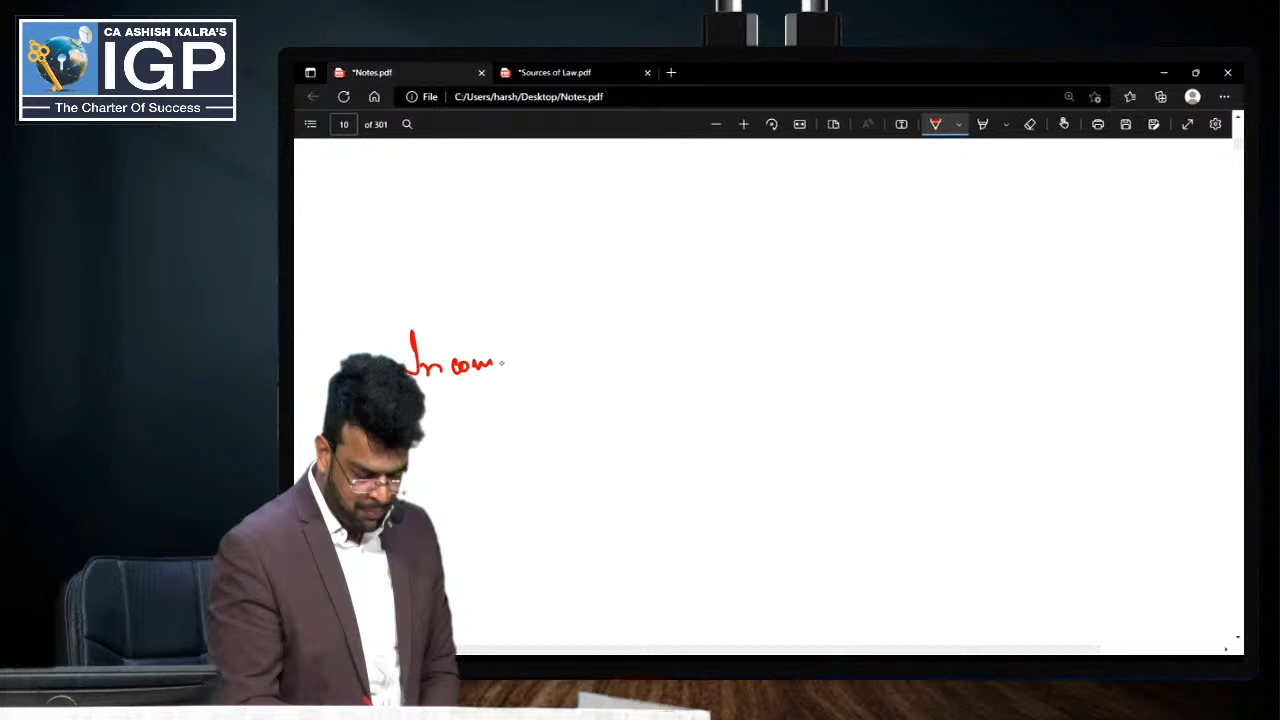 CA ASHISH KALRA'S
IGP
The Charter Of Success
*Notes.pdf
*Sources of Law.pdf
File
C:/Users/harsh/Desktop/Notes.pdf
10
of 301
Incom